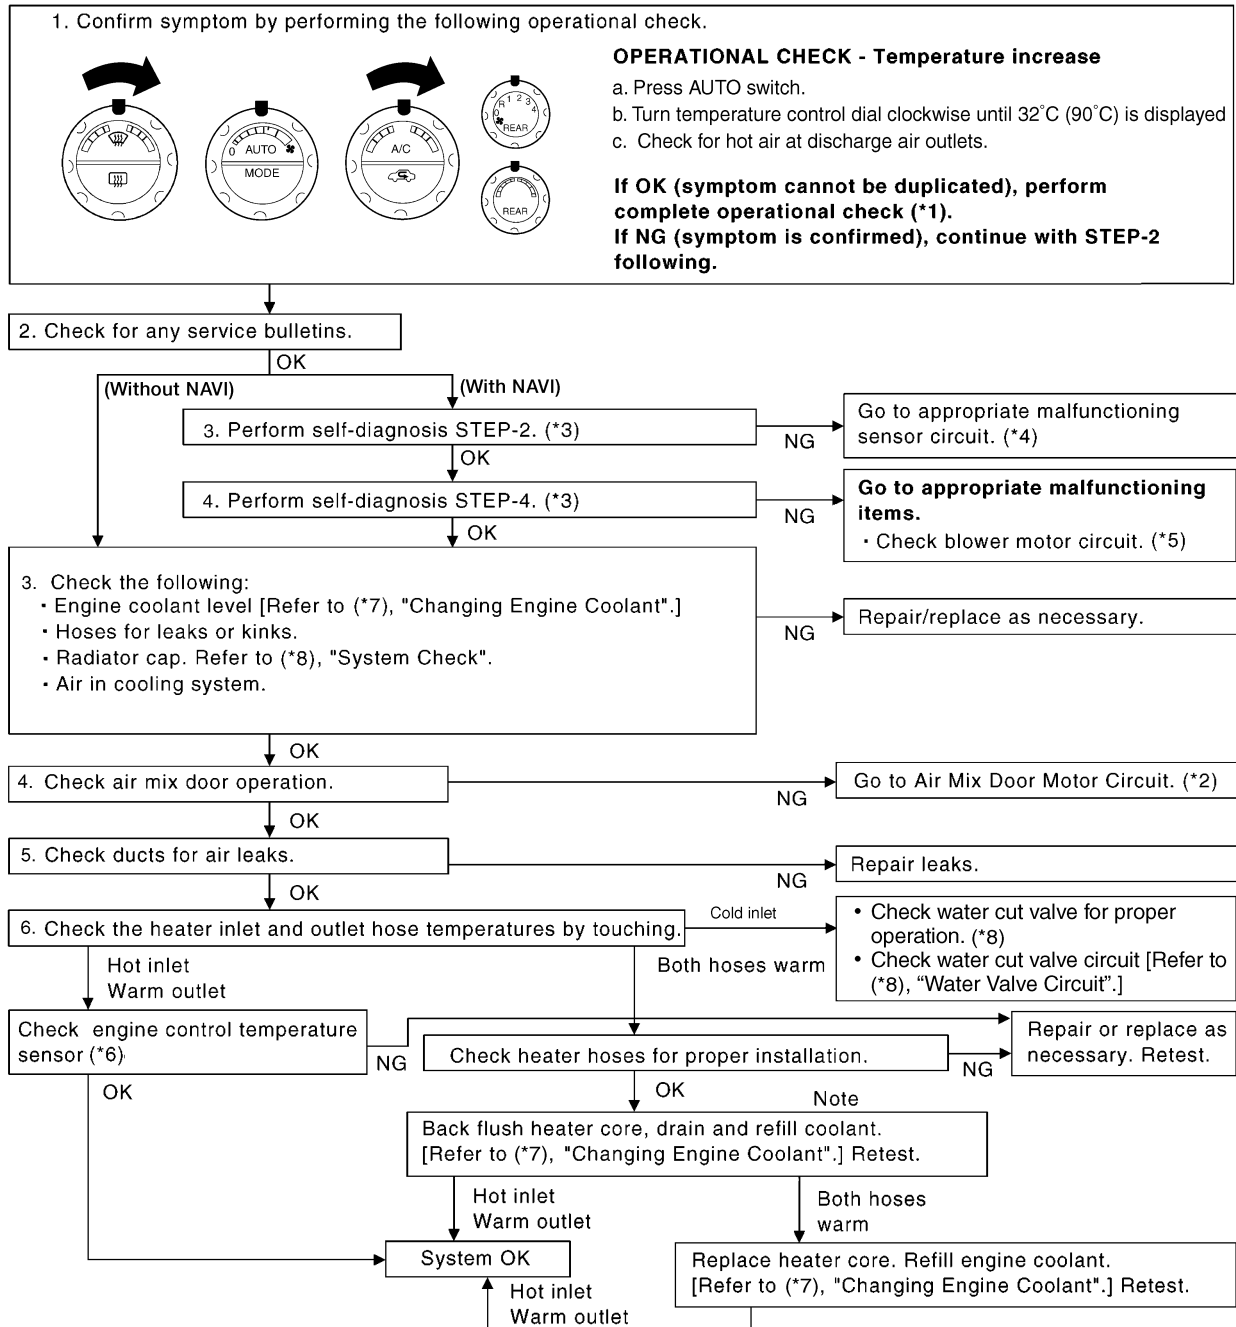 1. Confirm symptom by performing the following operational check.
AUTO
MODE
0
A/C
R
0
1
2
3
4
REAR
REAR
OPERATIONAL CHECK - Temperature increase
a. Press AUTO switch.
b. Turn temperature control dial clockwise until 32°C (90°C) is displayed
c. Check for hot air at discharge air outlets.
If OK (symptom cannot be duplicated), perform
complete operational check (*1).
If NG (symptom is confirmed), continue with STEP-2
following.
2. Check for any service bulletins.
OK
(Without NAVI)
(With NAVI)
3. Perform self-diagnosis STEP-2. (*3)
NG
Go to appropriate malfunctioning
sensor circuit. (*4)
OK
4. Perform self-diagnosis STEP-4. (*3)
NG
Go to appropriate malfunctioning
items.
· Check blower motor circuit. (*5)
OK
3. Check the following:
· Engine coolant level [Refer to (*7), "Changing Engine Coolant".]
· Hoses for leaks or kinks.
· Radiator cap. Refer to (*8), "System Check".
· Air in cooling system.
NG
Repair/replace as necessary.
OK
4. Check air mix door operation.
NG
Go to Air Mix Door Motor Circuit. (*2)
OK
5. Check ducts for air leaks.
NG
Repair leaks.
OK
6. Check the heater inlet and outlet hose temperatures by touching.
Cold inlet
• Check water cut valve for proper
operation. (*8)
• Check water cut valve circuit [Refer to
(*8), “Water Valve Circuit”.]
Hot inlet
Warm outlet
Both hoses warm
Check engine control temperature
sensor (*6)
NG
Check heater hoses for proper installation.
NG
Repair or replace as
necessary. Retest.
OK
OK
Note
Back flush heater core, drain and refill coolant.
[Refer to (*7), "Changing Engine Coolant".] Retest.
Hot inlet
Warm outlet
Both hoses
warm
System OK
Replace heater core. Refill engine coolant.
[Refer to (*7), "Changing Engine Coolant".] Retest.
Hot inlet
Warm outlet